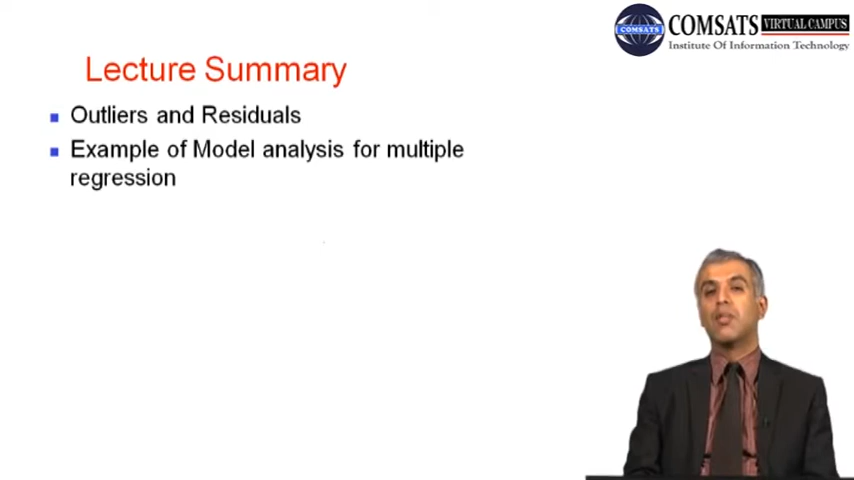 COMSATS VIRTUAL CAMPUS
COMSATS
Institute Of Information Technology
Lecture Summary
Outliers and Residuals
Example of Model analysis for multiple
regression